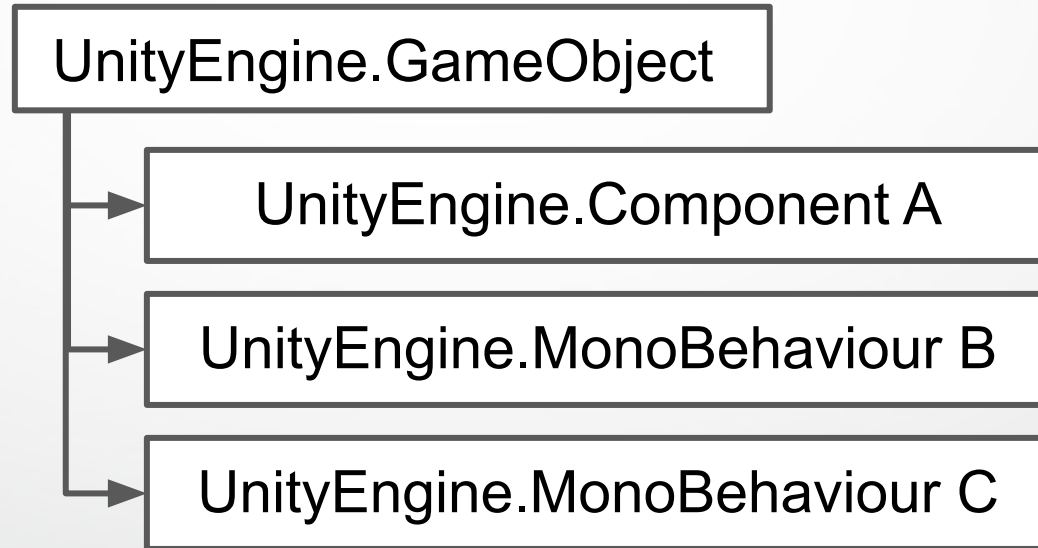 UnityEngine.GameObject
UnityEngine.Component A
UnityEngine.MonoBehaviour B
UnityEngine.MonoBehaviour C